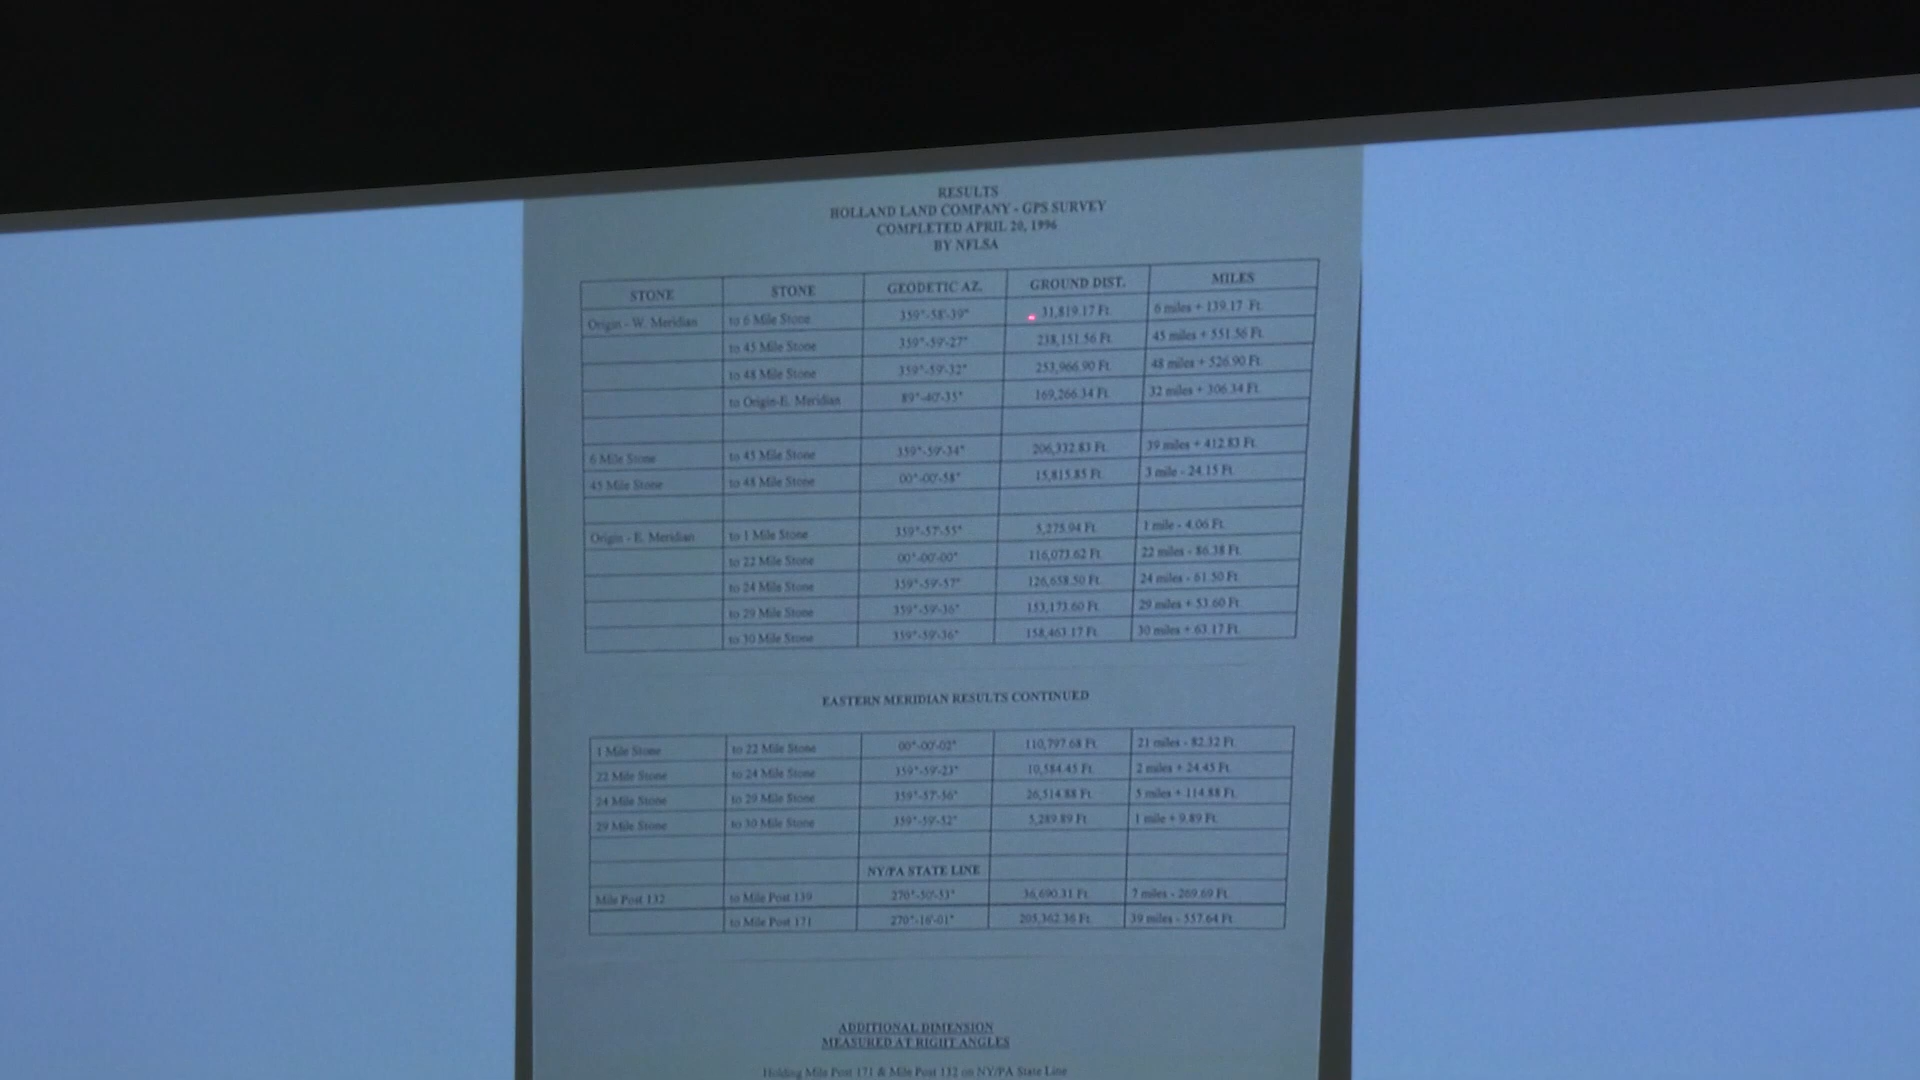 RESULTS
HOLLAND LAND COMPANY - GPS SURVEY
COMPLETED APRIL 20, 1996
BY NFLSA
STONE STONE GEODETIC AZ. GROUND DIST. MILES
Origin - W. Meridian to 6 Mile Stone 359°-58'-39" 31,819.17 Ft. 6 miles + 139.17 Ft.
to 45 Mile Stone 359°-59'-27" 238,151.56 Ft. 45 miles + 551.56 Ft.
to 48 Mile Stone 359°-59'-32" 253,966.90 Ft. 48 miles + 526.90 Ft.
to Origin-E. Meridian 89°-40'-35" 169,266.34 Ft. 32 miles + 306.34 Ft.
6 Mile Stone to 45 Mile Stone 359°-59'-34" 206,332.83 Ft. 39 miles + 412.83 Ft.
45 Mile Stone to 48 Mile Stone 00°-00'-58" 15,815.85 Ft. 3 mile - 24.15 Ft.
Origin - E. Meridian to 1 Mile Stone 359°-57'-55" 5,275.94 Ft. 1 mile - 4.06 Ft.
to 22 Mile Stone 00°-00'-00" 116,073.62 Ft. 22 miles - 86.38 Ft.
to 24 Mile Stone 359°-59'-57" 126,658.50 Ft. 24 miles - 61.50 Ft.
to 29 Mile Stone 359°-59'-36" 153,173.60 Ft. 29 miles + 53.60 Ft.
to 30 Mile Stone 359°-59'-36" 158,463.17 Ft. 30 miles + 63.17 Ft.
EASTERN MERIDIAN RESULTS CONTINUED
1 Mile Stone to 22 Mile Stone 00°-00'-02" 110,797.68 Ft. 21 miles - 82.32 Ft.
22 Mile Stone to 24 Mile Stone 359°-59'-23" 10,584.45 Ft. 2 miles + 24.45 Ft.
24 Mile Stone to 29 Mile Stone 359°-57'-56" 26,514.88 Ft. 5 miles + 114.88 Ft.
29 Mile Stone to 30 Mile Stone 359°-59'-52" 5,289.89 Ft. 1 mile + 9.89 Ft.
NY/PA STATE LINE
Mile Post 132 to Mile Post 139 270°-50'-53" 36,690.31 Ft. 7 miles - 269.69 Ft.
to Mile Post 171 270°-16'-01" 205,362.36 Ft. 39 miles - 557.64 Ft.
ADDITIONAL DIMENSION
MEASURED AT RIGHT ANGLES
Holding Mile Post 171 & Mile Post 132 on NY/PA State Line